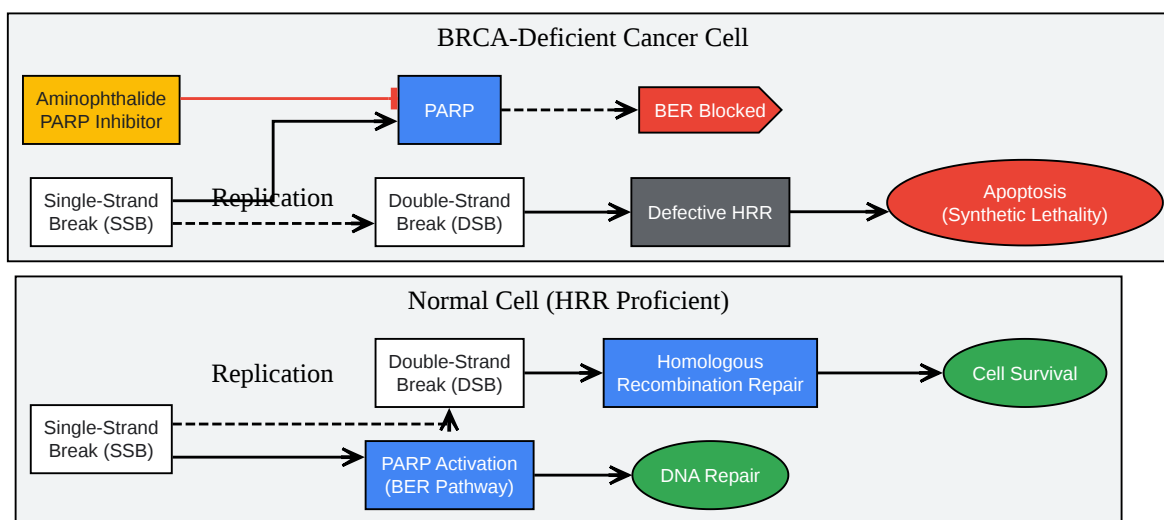 BRCA-Deficient Cancer Cell
Aminophthalide
PARP Inhibitor
PARP
BER Blocked
Single-Strand
Break (SSB)
Replication
Double-Strand
Break (DSB)
Defective HRR
Apoptosis
(Synthetic Lethality)
Normal Cell (HRR Proficient)
Replication
Double-Strand
Break (DSB)
Homologous
Recombination Repair
Cell Survival
Single-Strand
Break (SSB)
PARP Activation
(BER Pathway)
DNA Repair